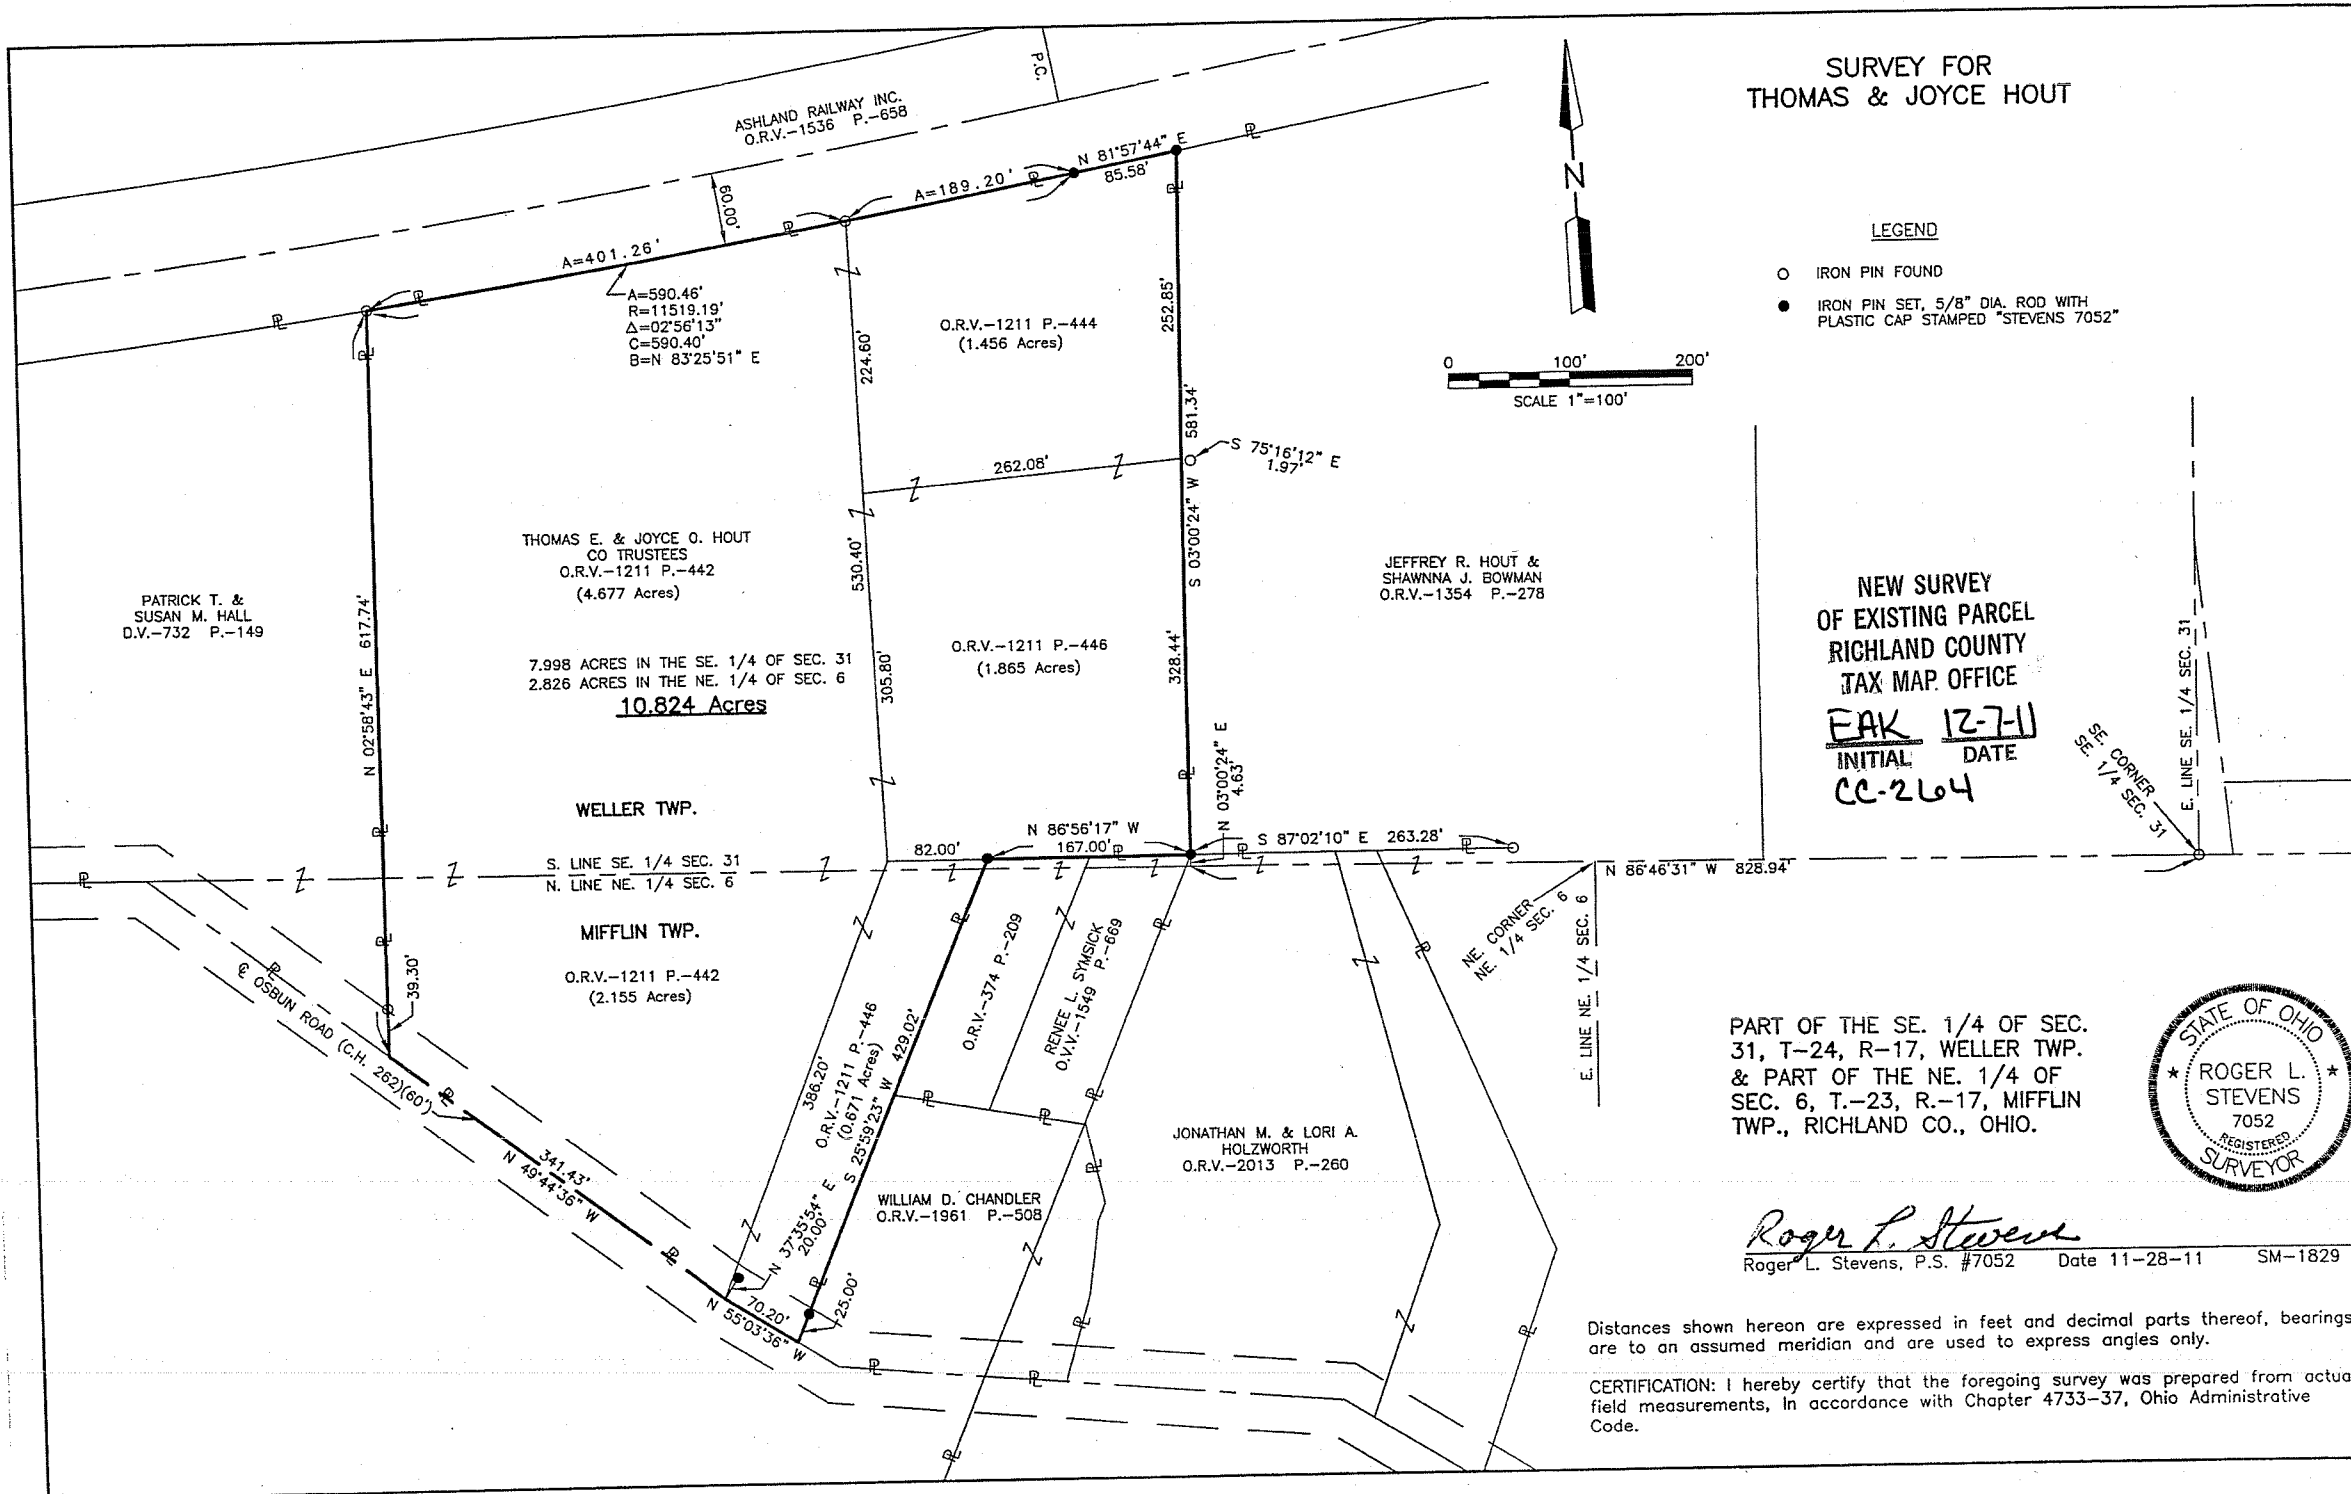 SURVEY FOR
THOMAS & JOYCE HOUT
P.C.
ASHLAND RAILWAY INC.
O.R.V.-1536 P.-658
N 81°57'44" E
85.58'
A=189.20'
60.00'
A=401.26'
A=590.46'
R=11519.19'
Δ=02°56'13"
C=590.40'
B=N 83°25'51" E
N
LEGEND
IRON PIN FOUND
IRON PIN SET, 5/8" DIA. ROD WITH
PLASTIC CAP STAMPED "STEVENS 7052"
0 100' 200'
SCALE 1"=100'
224.60'
O.R.V.-1211 P.-444
(1.456 Acres)
252.85'
581.34'
S 03°00'24" W
S 75°16'12" E
1.97'
262.08'
530.40'
THOMAS E. & JOYCE O. HOUT
CO TRUSTEES
O.R.V.-1211 P.-442
(4.677 Acres)
JEFFREY R. HOUT &
SHAWNNA J. BOWMAN
O.R.V.-1354 P.-278
PATRICK T. &
SUSAN M. HALL
D.V.-732 P.-149
N 02°58'43" E 617.74'
7.998 ACRES IN THE SE. 1/4 OF SEC. 31
2.826 ACRES IN THE NE. 1/4 OF SEC. 6
10.824 Acres
305.80'
O.R.V.-1211 P.-446
(1.865 Acres)
328.44'
NEW SURVEY
OF EXISTING PARCEL
RICHLAND COUNTY
TAX MAP OFFICE
EAK 12-7-11
INITIAL DATE
CC-264
E. LINE SE. 1/4 SEC. 31
SE. CORNER
SE. 1/4 SEC. 31
N 03°00'24" E
4.63'
WELLER TWP.
N 86°56'17" W
82.00'
167.00'
S 87°02'10" E 263.28'
S. LINE SE. 1/4 SEC. 31
N. LINE NE. 1/4 SEC. 6
N 86°46'31" W 828.94'
NE. CORNER
NE. 1/4 SEC. 6
E. LINE NE. 1/4 SEC. 6
MIFFLIN TWP.
O.R.V.-1211 P.-442
(2.155 Acres)
39.30'
℄ OSBUN ROAD (C.H. 262)(60')
386.20'
O.R.V.-1211 P.-446
(0.671 Acres)
S 25°59'23" W 429.02'
O.R.V.-374 P.-209
RENEE L. SYMSICK
O.V.V.-1549 P.-669
341.43'
N 49°44'36" W
N 37°35'54" E
20.00'
70.20'
N 55°03'36" W
25.00'
WILLIAM D. CHANDLER
O.R.V.-1961 P.-508
JONATHAN M. & LORI A.
HOLZWORTH
O.R.V.-2013 P.-260
PART OF THE SE. 1/4 OF SEC.
31, T-24, R-17, WELLER TWP.
& PART OF THE NE. 1/4 OF
SEC. 6, T.-23, R.-17, MIFFLIN
TWP., RICHLAND CO., OHIO.
STATE OF OHIO
ROGER L.
STEVENS
7052
REGISTERED
SURVEYOR
Roger L. Stevens
Roger L. Stevens, P.S. #7052 Date 11-28-11 SM-1829
Distances shown hereon are expressed in feet and decimal parts thereof, bearings
are to an assumed meridian and are used to express angles only.
CERTIFICATION: I hereby certify that the foregoing survey was prepared from actua
field measurements, In accordance with Chapter 4733-37, Ohio Administrative
Code.